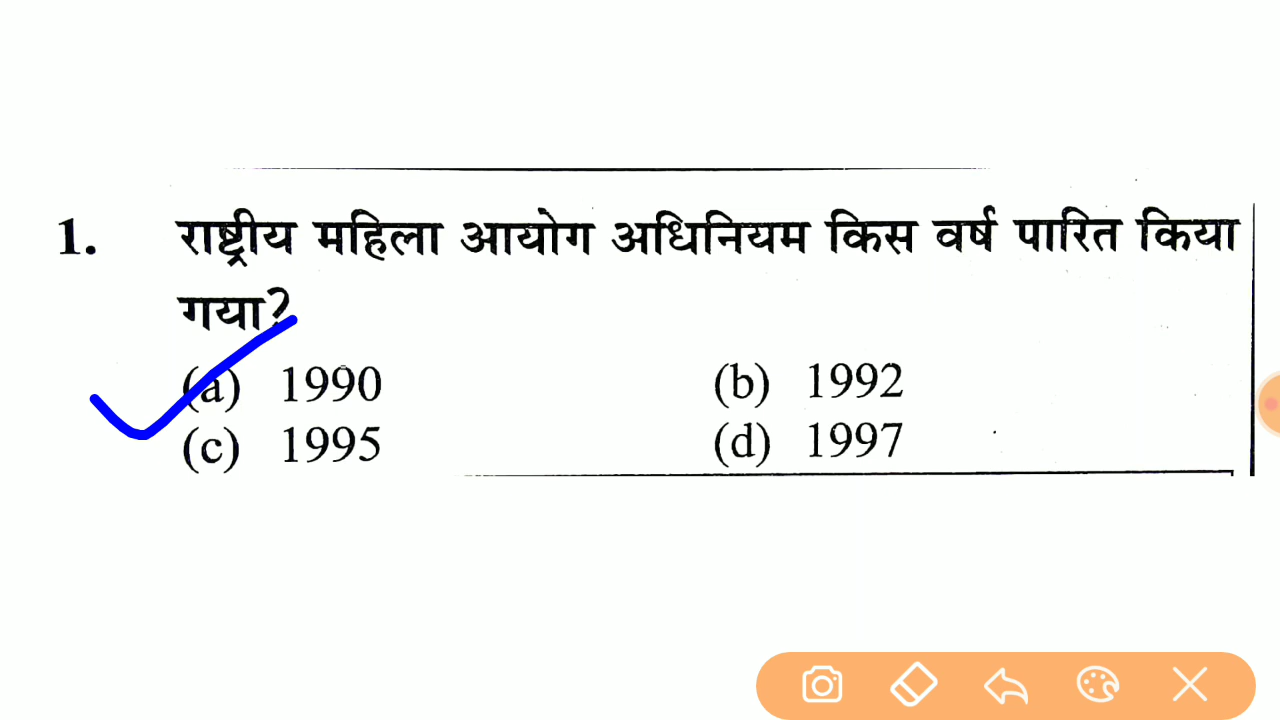 1. राष्ट्रीय महिला आयोग अधिनियम किस वर्ष पारित किया
गया?
(a) 1990 (b) 1992
(c) 1995 (d) 1997